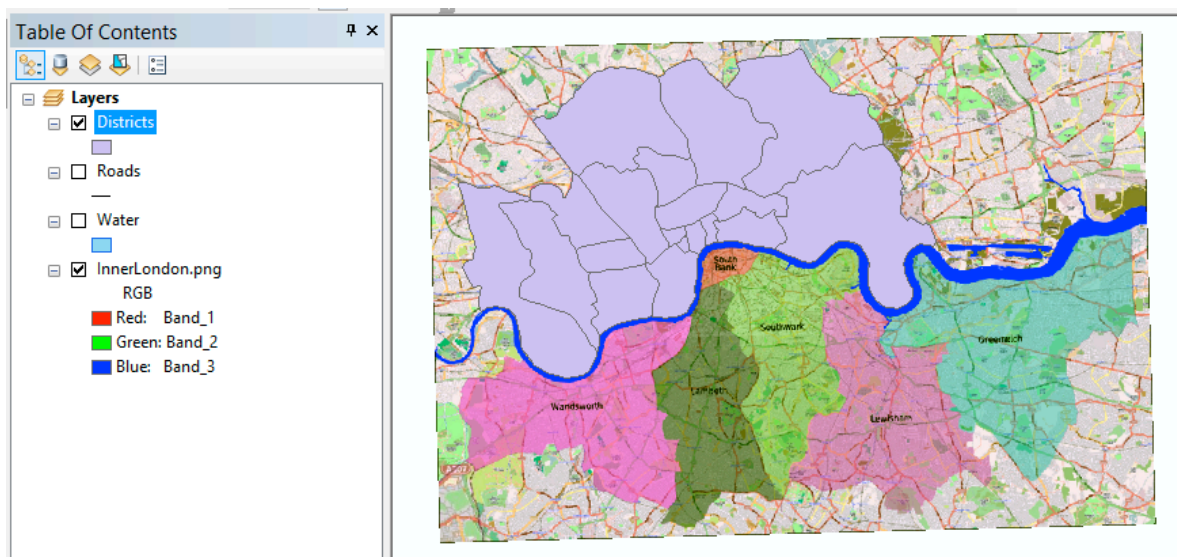 Table Of Contents
Layers
Districts
Roads
Water
InnerLondon.png
RGB
Red: Band_1
Green: Band_2
Blue: Band_3
South
Bank
Southwark
Greenwich
Lambeth
Wandsworth
Lewisham